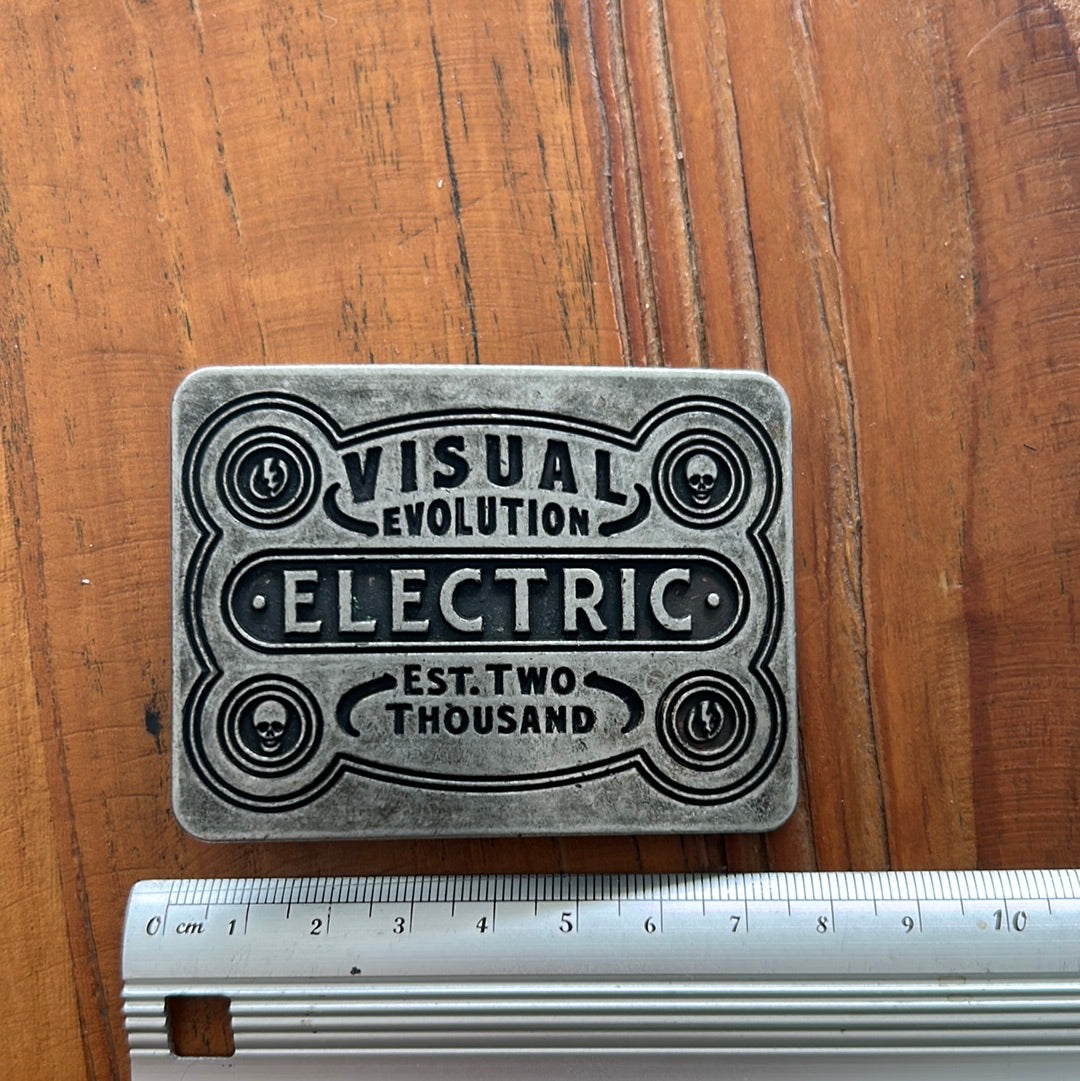 VISUAL
EVOLUTION
ELECTRIC
EST. TWO
THOUSAND
0 cm 1 2 3 4 5 6 7 8 9 10